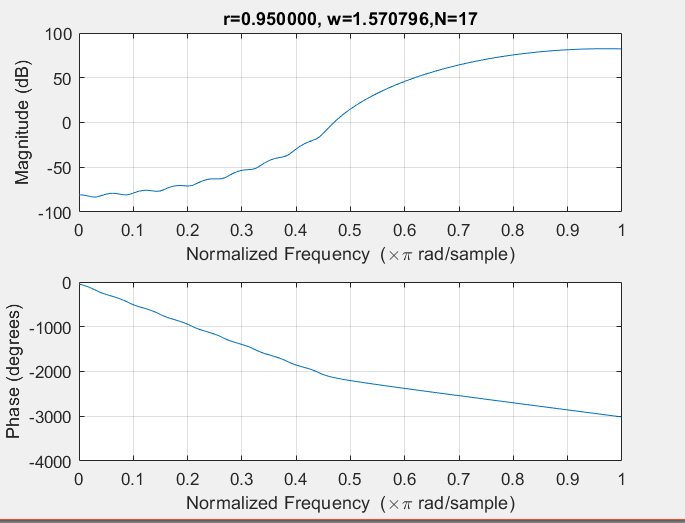 r=0.950000, w=1.570796,N=17
100
50
0
-50
-100
Magnitude (dB)
0 0.1 0.2 0.3 0.4 0.5 0.6 0.7 0.8 0.9 1
Normalized Frequency (×π rad/sample)
0
-1000
-2000
-3000
-4000
Phase (degrees)
0 0.1 0.2 0.3 0.4 0.5 0.6 0.7 0.8 0.9 1
Normalized Frequency (×π rad/sample)